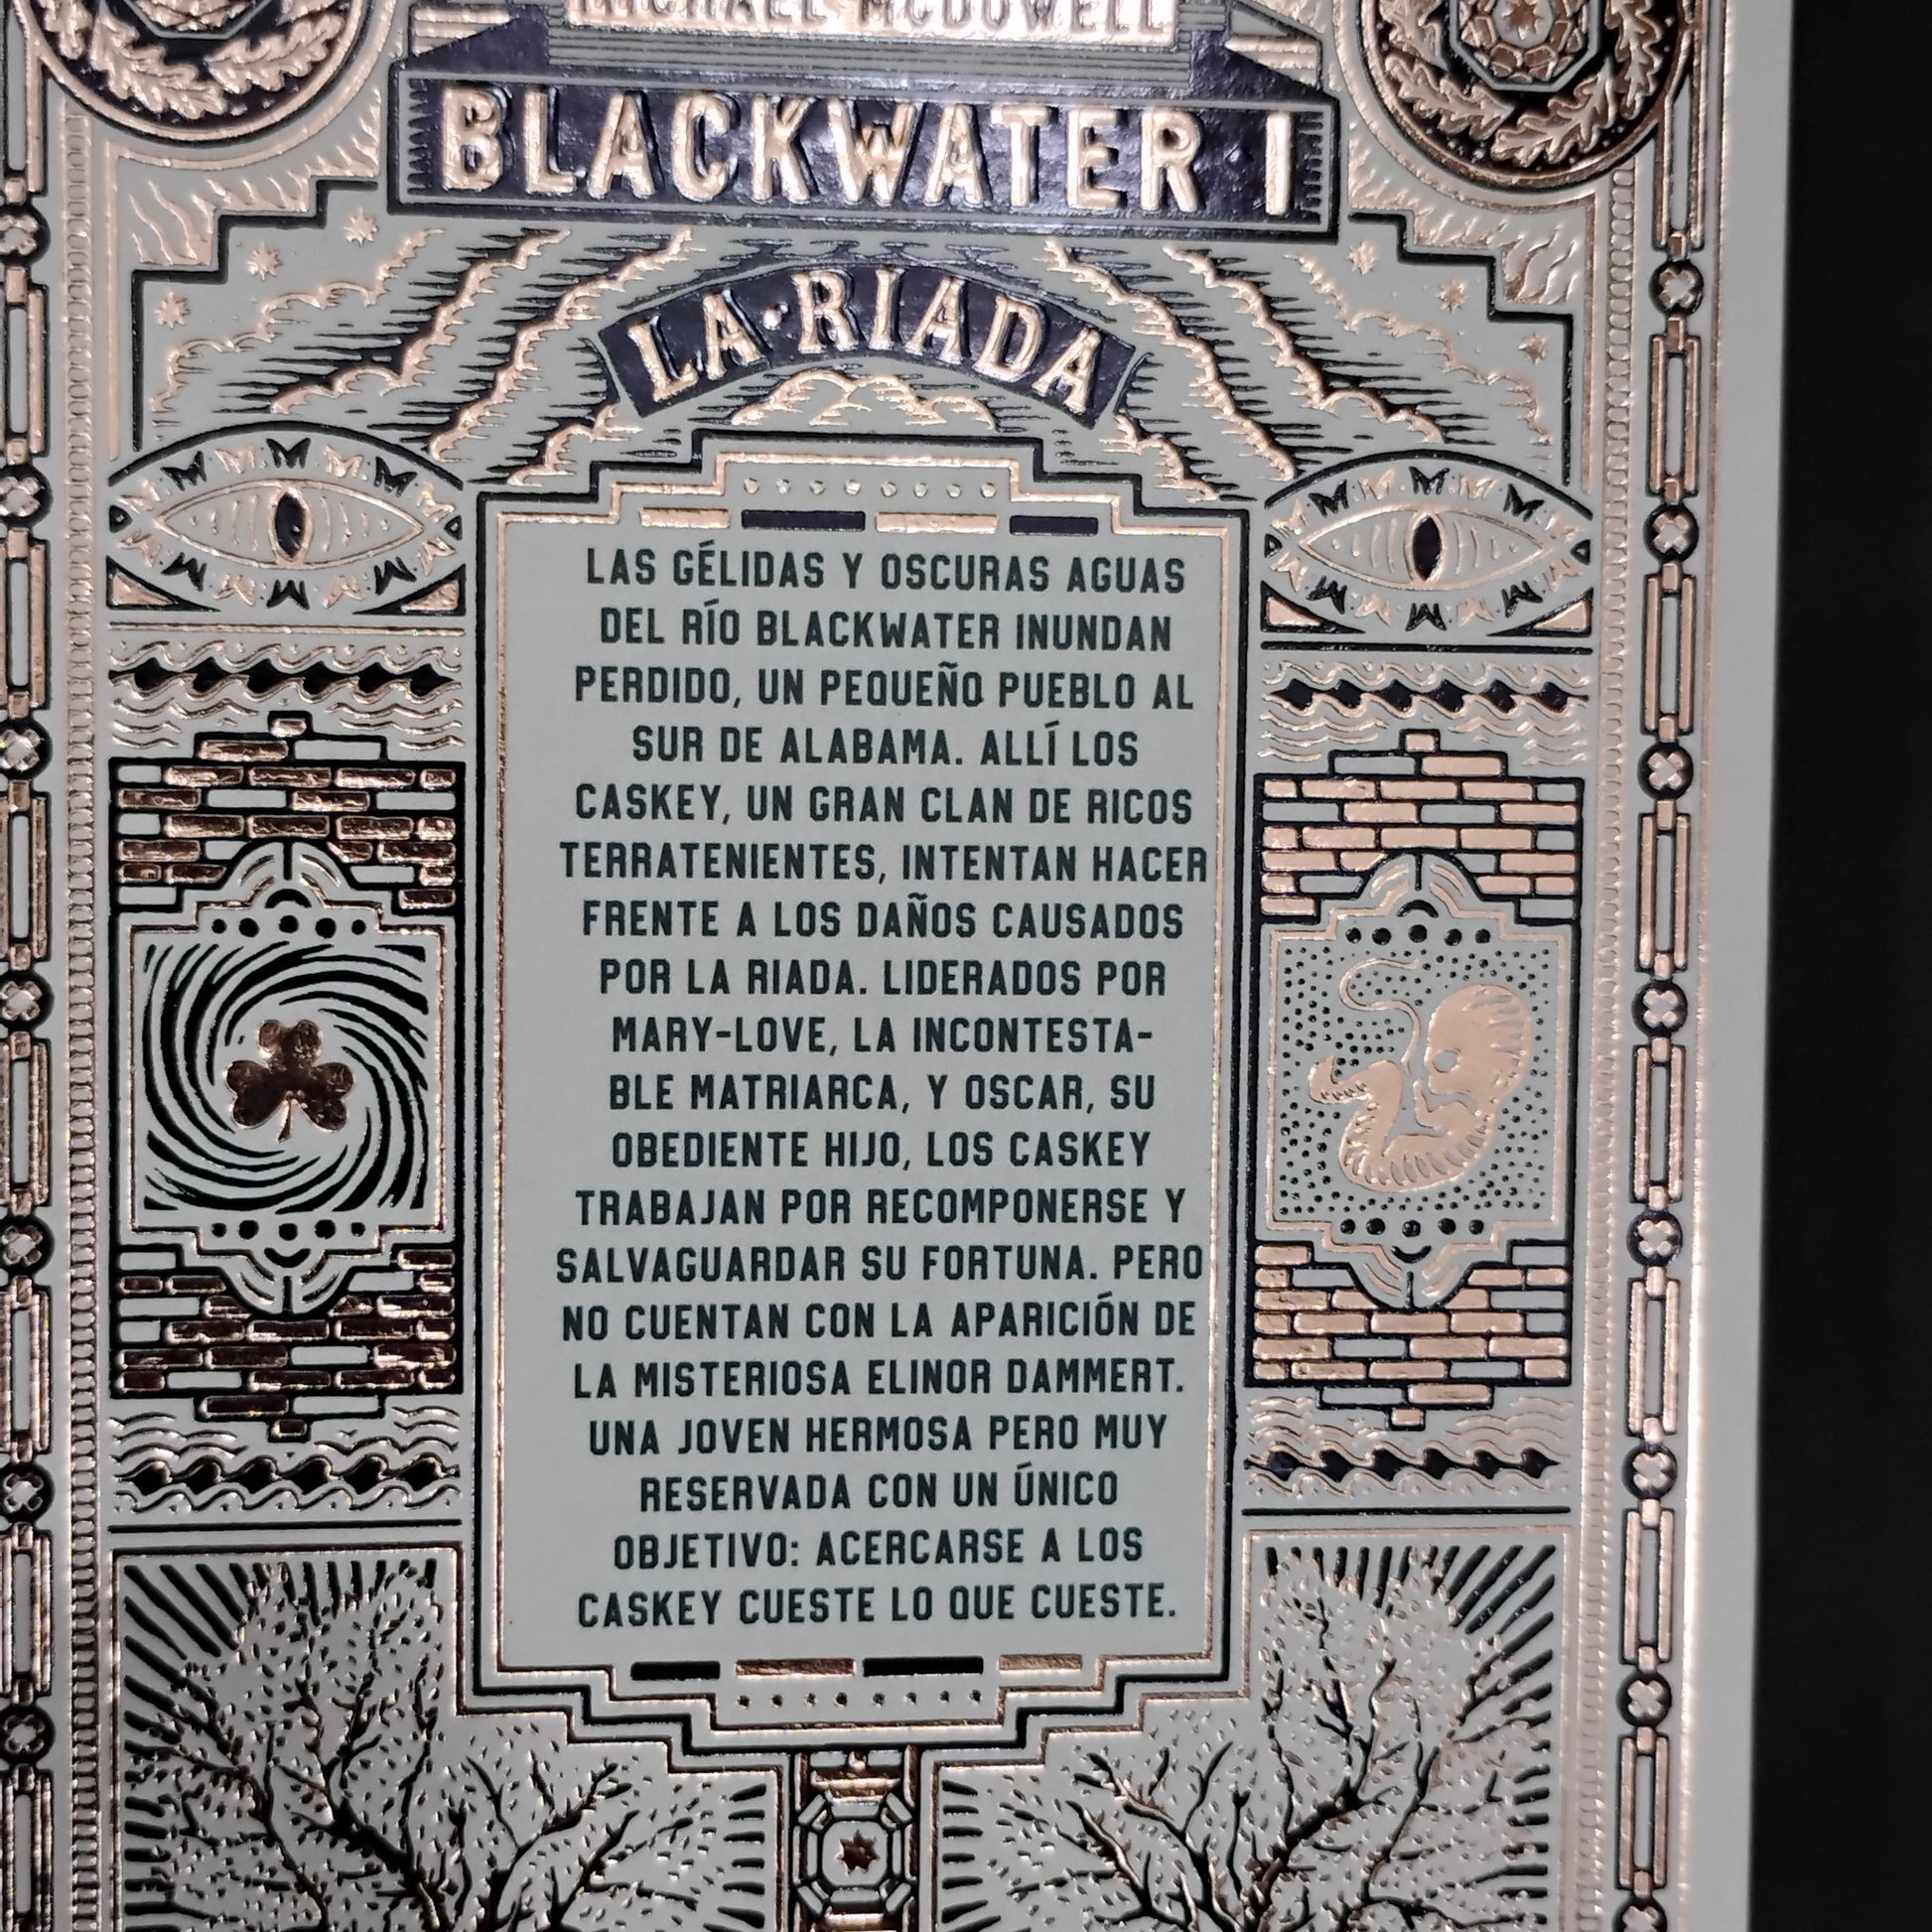 MICHAEL MCDOWELL
BLACKWATER I
LA·RIADA
LAS GÉLIDAS Y OSCURAS AGUAS
DEL RÍO BLACKWATER INUNDAN
PERDIDO, UN PEQUEÑO PUEBLO AL
SUR DE ALABAMA. ALLÍ LOS
CASKEY, UN GRAN CLAN DE RICOS
TERRATENIENTES, INTENTAN HACER
FRENTE A LOS DAÑOS CAUSADOS
POR LA RIADA. LIDERADOS POR
MARY-LOVE, LA INCONTESTA-
BLE MATRIARCA, Y OSCAR, SU
OBEDIENTE HIJO, LOS CASKEY
TRABAJAN POR RECOMPONERSE Y
SALVAGUARDAR SU FORTUNA. PERO
NO CUENTAN CON LA APARICIÓN DE
LA MISTERIOSA ELINOR DAMMERT.
UNA JOVEN HERMOSA PERO MUY
RESERVADA CON UN ÚNICO
OBJETIVO: ACERCARSE A LOS
CASKEY CUESTE LO QUE CUESTE.